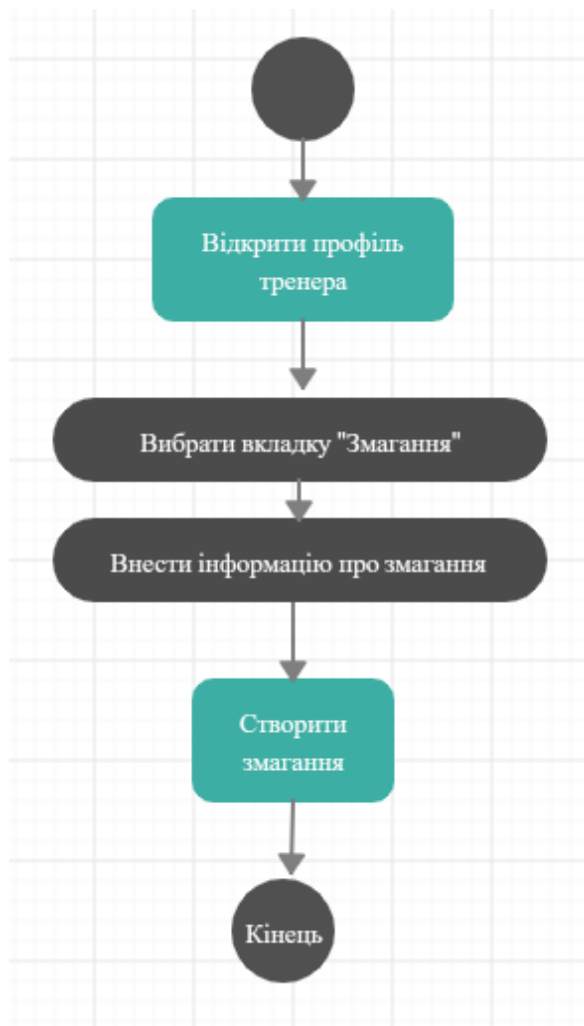 Відкрити профіль
тренера
Вибрати вкладку "Змагання"
Внести інформацію про змагання
Створити
змагання
Кінець